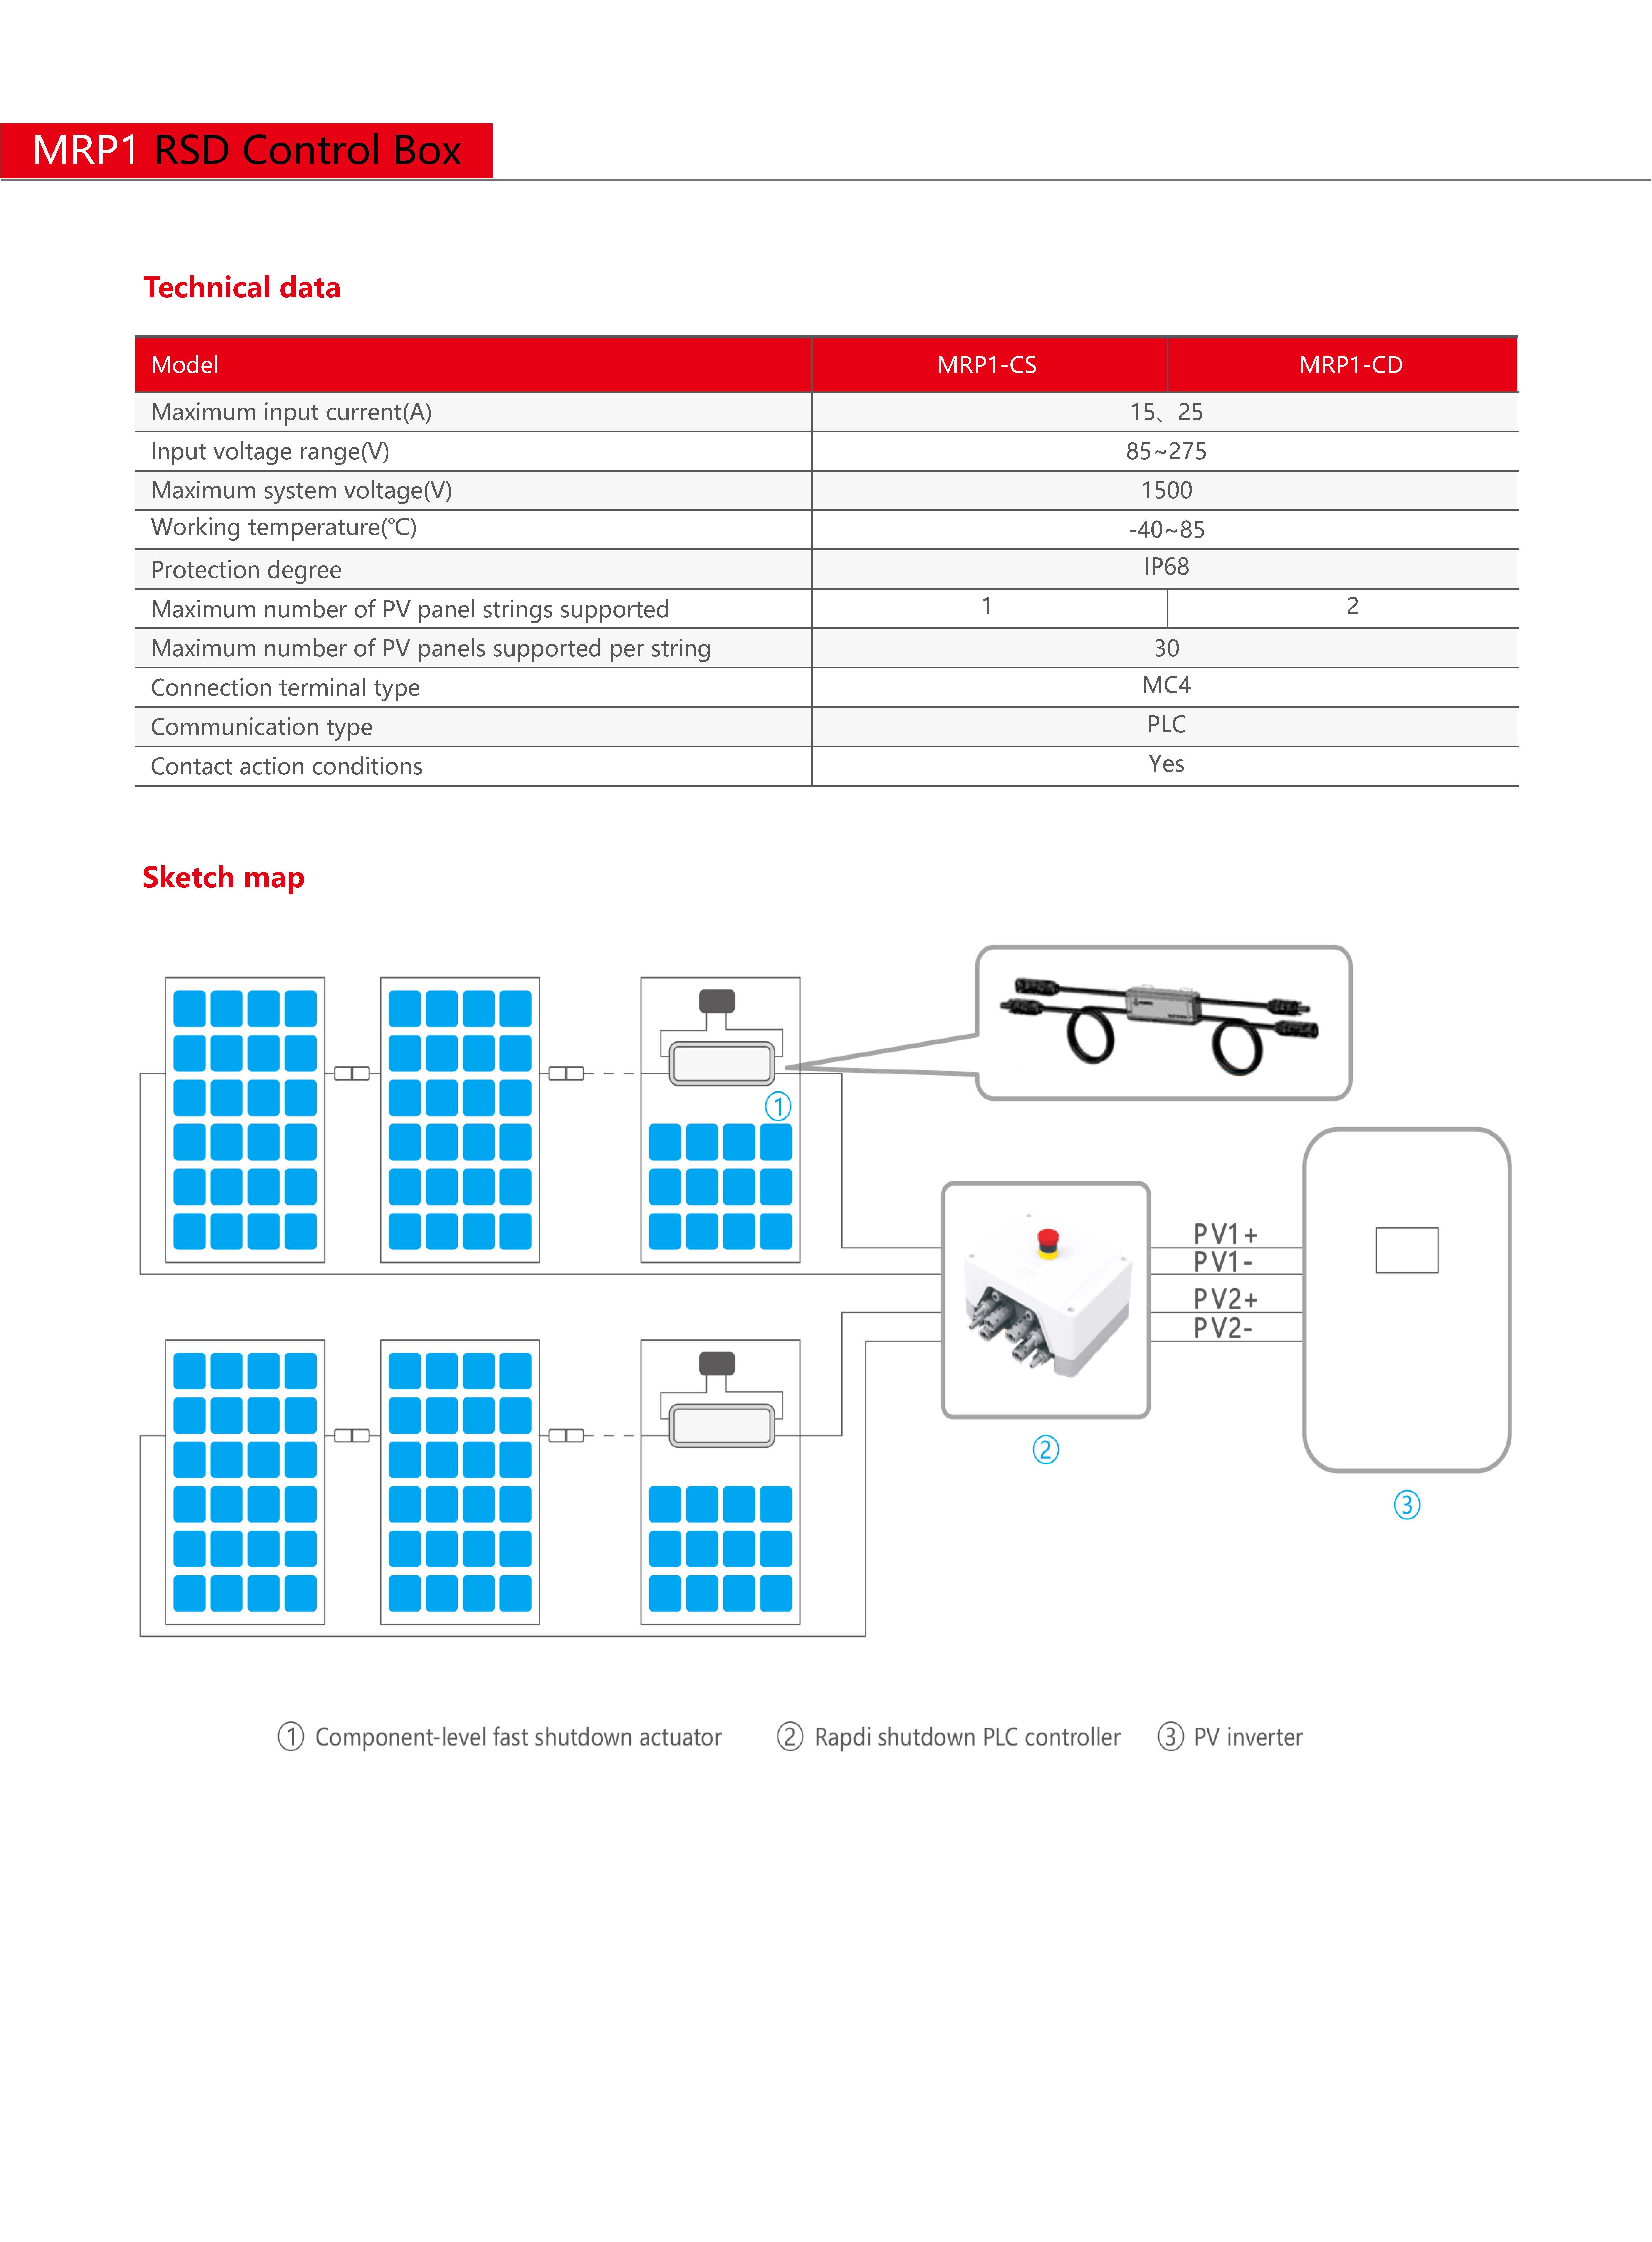 MRP1 RSD Control Box
Technical data
Model MRP1-CS MRP1-CD
Maximum input current(A) 15、25
Input voltage range(V) 85~275
Maximum system voltage(V) 1500
Working temperature(℃) -40~85
Protection degree IP68
Maximum number of PV panel strings supported 1 2
Maximum number of PV panels supported per string 30
Connection terminal type MC4
Communication type PLC
Contact action conditions Yes
Sketch map
①
PV1+
PV1-
PV2+
PV2-
②
③
① Component-level fast shutdown actuator ② Rapdi shutdown PLC controller ③ PV inverter